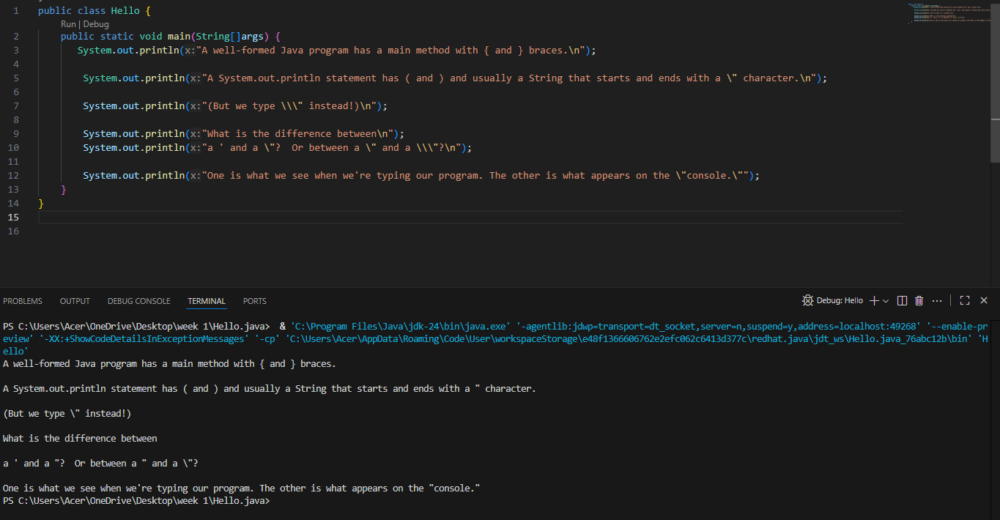 1 public class Hello {
Run | Debug
2 public static void main(String[]args) {
3 System.out.println(x:"A well-formed Java program has a main method with { and } braces.\n");
4
5 System.out.println(x:"A System.out.println statement has ( and ) and usually a String that starts and ends with a \" character.\n");
6
7 System.out.println(x:"(But we type \\\" instead!)\n");
8
9 System.out.println(x:"What is the difference between\n");
10 System.out.println(x:"a ' and a \"?  Or between a \" and a \\\"?\n");
11
12 System.out.println(x:"One is what we see when we're typing our program. The other is what appears on the \"console.\"");
13 }
14 }
15
16
PROBLEMS OUTPUT DEBUG CONSOLE TERMINAL PORTS Debug: Hello
PS C:\Users\Acer\OneDrive\Desktop\week 1\Hello.java>  & 'C:\Program Files\Java\jdk-24\bin\java.exe' '-agentlib:jdwp=transport=dt_socket,server=n,suspend=y,address=localhost:49268' '--enable-pr
eview' '-XX:+ShowCodeDetailsInExceptionMessages' '-cp' 'C:\Users\Acer\AppData\Roaming\Code\User\workspaceStorage\e48f1366606762e2efc062c6413d377c\redhat.java\jdt_ws\Hello.java_76abc12b\bin' 'H
ello'
A well-formed Java program has a main method with { and } braces.
A System.out.println statement has ( and ) and usually a String that starts and ends with a " character.
(But we type \" instead!)
What is the difference between
a ' and a "?  Or between a " and a \"?
One is what we see when we're typing our program. The other is what appears on the "console."
PS C:\Users\Acer\OneDrive\Desktop\week 1\Hello.java>